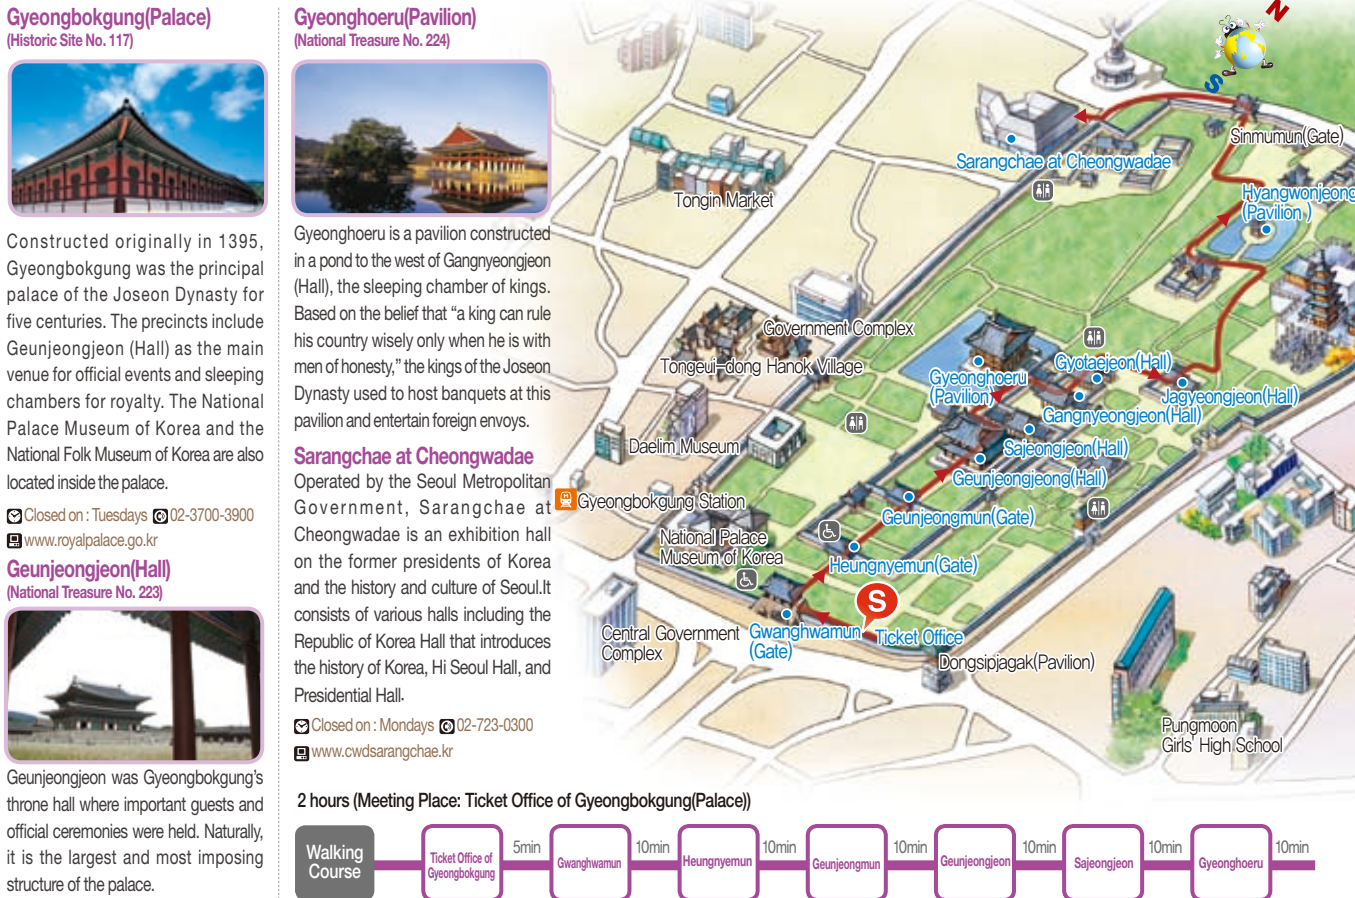 Gyeongbokgung(Palace)
(Historic Site No. 117)
Constructed originally in 1395,
Gyeongbokgung was the principal
palace of the Joseon Dynasty for
five centuries. The precincts include
Geunjeongjeon (Hall) as the main
venue for official events and sleeping
chambers for royalty. The National
Palace Museum of Korea and the
National Folk Museum of Korea are also
located inside the palace.
Closed on : Tuesdays 02-3700-3900
www.royalpalace.go.kr
Geunjeongjeon(Hall)
(National Treasure No. 223)
Geunjeongjeon was Gyeongbokgung's
throne hall where important guests and
official ceremonies were held. Naturally,
it is the largest and most imposing
structure of the palace.
Gyeonghoeru(Pavilion)
(National Treasure No. 224)
Gyeonghoeru is a pavilion constructed
in a pond to the west of Gangnyeongjeon
(Hall), the sleeping chamber of kings.
Based on the belief that “a king can rule
his country wisely only when he is with
men of honesty,” the kings of the Joseon
Dynasty used to host banquets at this
pavilion and entertain foreign envoys.
Sarangchae at Cheongwadae
Operated by the Seoul Metropolitan
Government, Sarangchae at
Cheongwadae is an exhibition hall
on the former presidents of Korea
and the history and culture of Seoul.It
consists of various halls including the
Republic of Korea Hall that introduces
the history of Korea, Hi Seoul Hall, and
Presidential Hall.
Closed on : Mondays 02-723-0300
www.cwdsarangchae.kr
N
S
Sinmumun(Gate)
Sarangchae at Cheongwadae
Hyangwonjeong
(Pavilion )
Tongin Market
Government Complex
Tongeui-dong Hanok Village
Gyeonghoeru
(Pavilion)
Gyotaejeon(Hall)
Jagyeongjeon(Hall)
Gangnyeongjeon(Hall)
Daelim Museum
Sajeongjeon(Hall)
Geunjeongjeong(Hall)
Gyeongbokgung Station
Geunjeongmun(Gate)
National Palace
Museum of Korea
Heungnyemun(Gate)
S
Central Government
Complex
Gwanghwamun
(Gate)
Ticket Office
Dongsipjagak(Pavilion)
Pungmoon
Girls' High School
2 hours (Meeting Place: Ticket Office of Gyeongbokgung(Palace))
Walking
Course
Ticket Office of
Gyeongbokgung
5min
Gwanghwamun
10min
Heungnyemun
10min
Geunjeongmun
10min
Geunjeongjeon
10min
Sajeongjeon
10min
Gyeonghoeru
10min